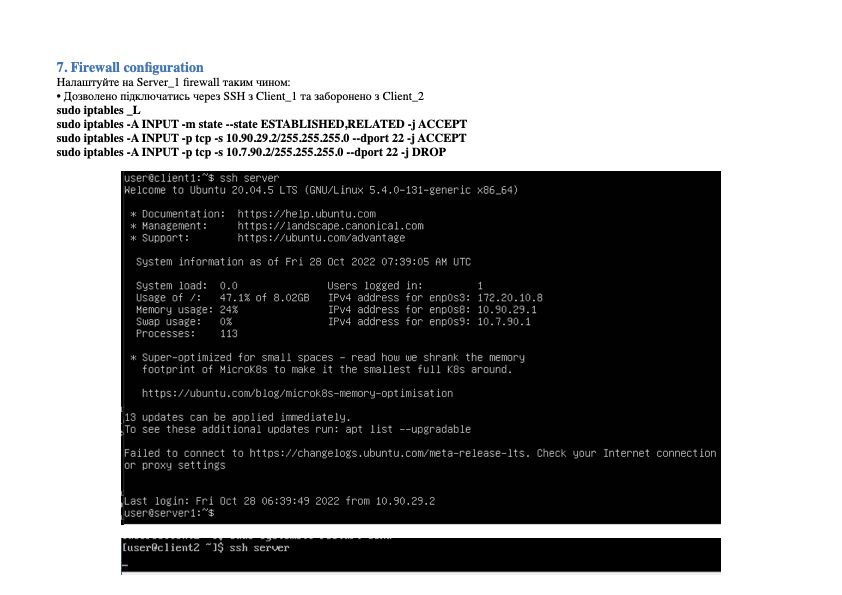 7. Firewall configuration
Налаштуйте на Server_1 firewall таким чином:
• Дозволено підключатись через SSH з Client_1 та заборонено з Client_2
sudo iptables _L
sudo iptables -A INPUT -m state --state ESTABLISHED,RELATED -j ACCEPT
sudo iptables -A INPUT -p tcp -s 10.90.29.2/255.255.255.0 --dport 22 -j ACCEPT
sudo iptables -A INPUT -p tcp -s 10.7.90.2/255.255.255.0 --dport 22 -j DROP
user@client1:~$ ssh server
Welcome to Ubuntu 20.04.5 LTS (GNU/Linux 5.4.0-131-generic x86_64)
* Documentation: https://help.ubuntu.com
* Management: https://landscape.canonical.com
* Support: https://ubuntu.com/advantage
System information as of Fri 28 Oct 2022 07:39:05 AM UTC
System load: 0.0 Users logged in: 1
Usage of /: 47.1% of 8.02GB IPv4 address for enp0s3: 172.20.10.8
Memory usage: 24% IPv4 address for enp0s8: 10.90.29.1
Swap usage: 0% IPv4 address for enp0s9: 10.7.90.1
Processes: 113
* Super-optimized for small spaces - read how we shrank the memory
footprint of MicroK8s to make it the smallest full K8s around.
https://ubuntu.com/blog/microk8s-memory-optimisation
13 updates can be applied immediately.
To see these additional updates run: apt list --upgradable
Failed to connect to https://changelogs.ubuntu.com/meta-release-lts. Check your Internet connection
or proxy settings
Last login: Fri Oct 28 06:39:49 2022 from 10.90.29.2
user@server1:~$
[user@client2 ~]$ ssh server